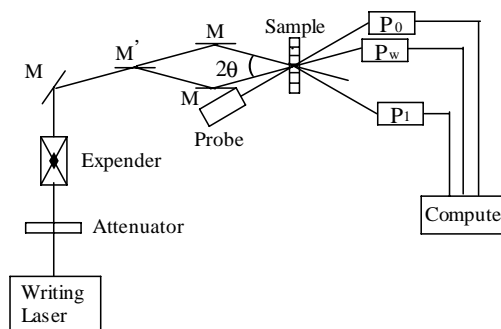 Sample
P0
M
M'
Pw
M
2θ
M
P1
Probe
Expender
Compute
Attenuator
Writing
Laser